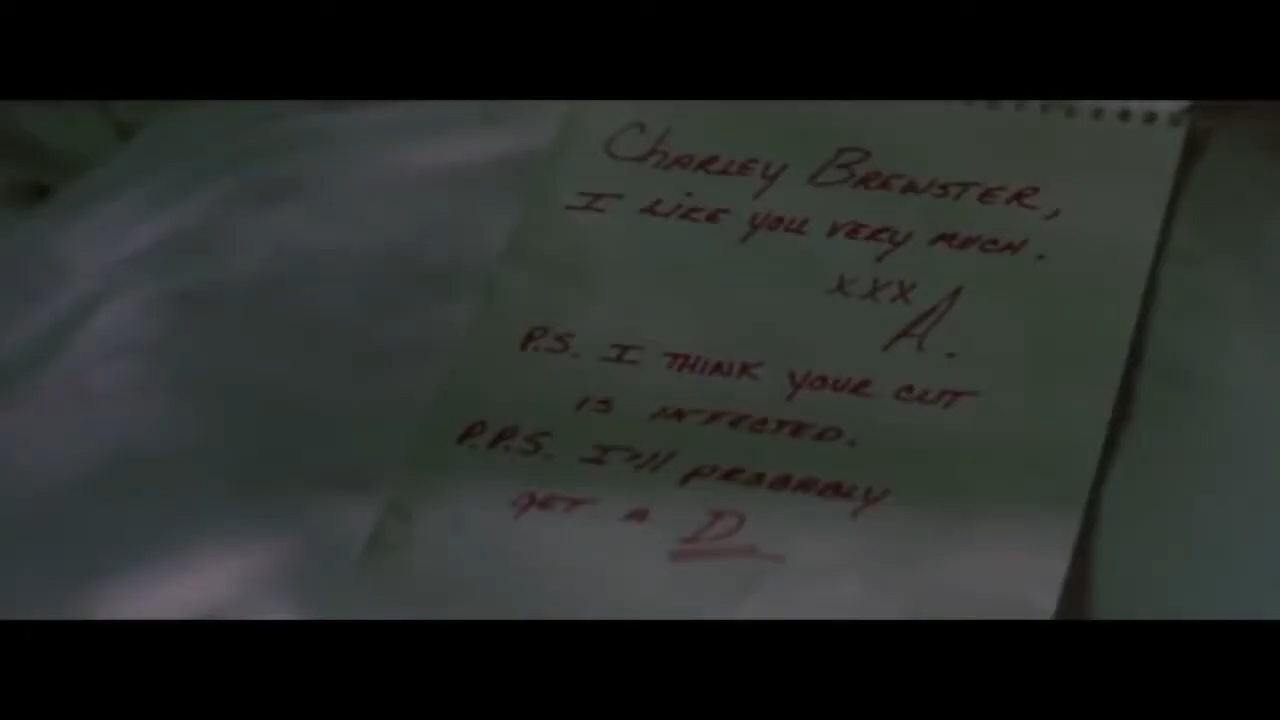 Charley Brewster,
I like you very much.
xxx A.
P.S. I think your cut
is infected.
P.P.S. I'll probably
get a D